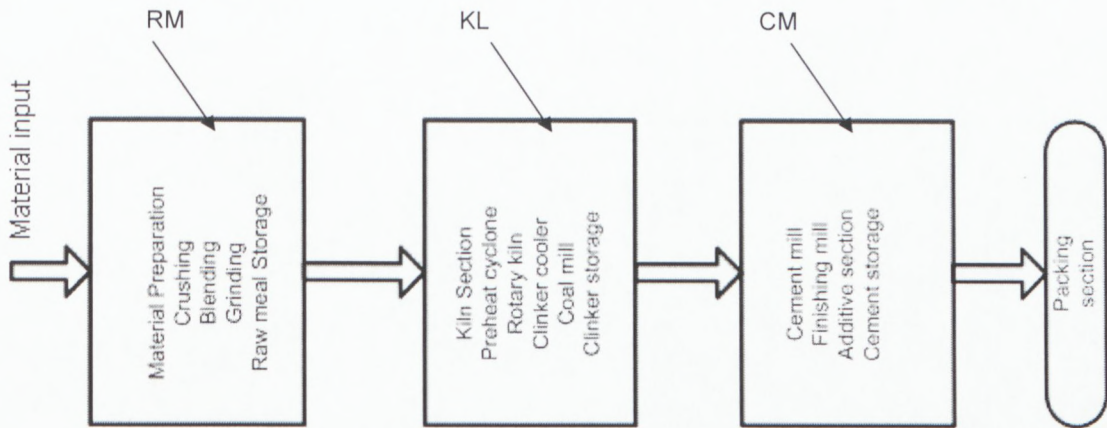 RM
KL
CM
Material input
Material Preparation
Crushing
Blending
Grinding
Raw meal Storage
Kiln Section
Preheat cyclone
Rotary kiln
Clinker cooler
Coal mill
Clinker storage
Cement mill
Finishing mill
Additive section
Cement storage
Packing
section